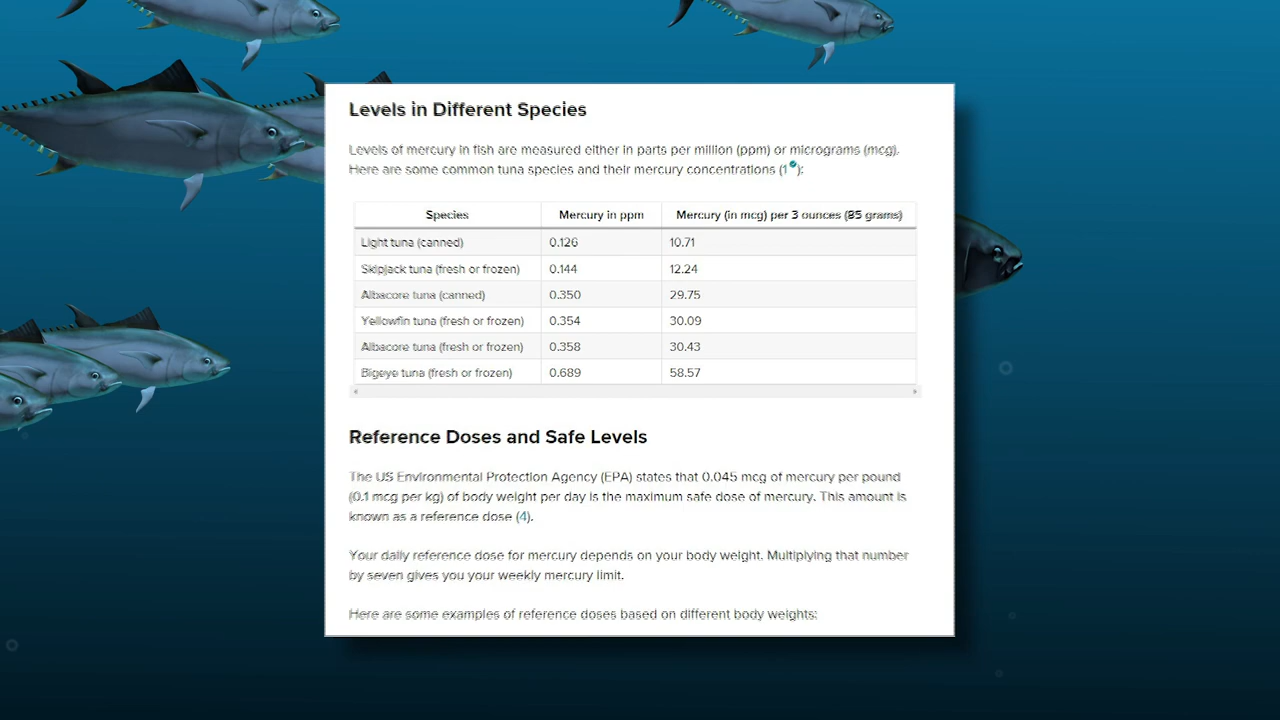 Levels in Different Species
Levels of mercury in fish are measured either in parts per million (ppm) or micrograms (mcg).
Here are some common tuna species and their mercury concentrations (1):
Species Mercury in ppm Mercury (in mcg) per 3 ounces (85 grams)
Light tuna (canned) 0.126 10.71
Skipjack tuna (fresh or frozen) 0.144 12.24
Albacore tuna (canned) 0.350 29.75
Yellowfin tuna (fresh or frozen) 0.354 30.09
Albacore tuna (fresh or frozen) 0.358 30.43
Bigeye tuna (fresh or frozen) 0.689 58.57
Reference Doses and Safe Levels
The US Environmental Protection Agency (EPA) states that 0.045 mcg of mercury per pound
(0.1 mcg per kg) of body weight per day is the maximum safe dose of mercury. This amount is
known as a reference dose (4).
Your daily reference dose for mercury depends on your body weight. Multiplying that number
by seven gives you your weekly mercury limit.
Here are some examples of reference doses based on different body weights: